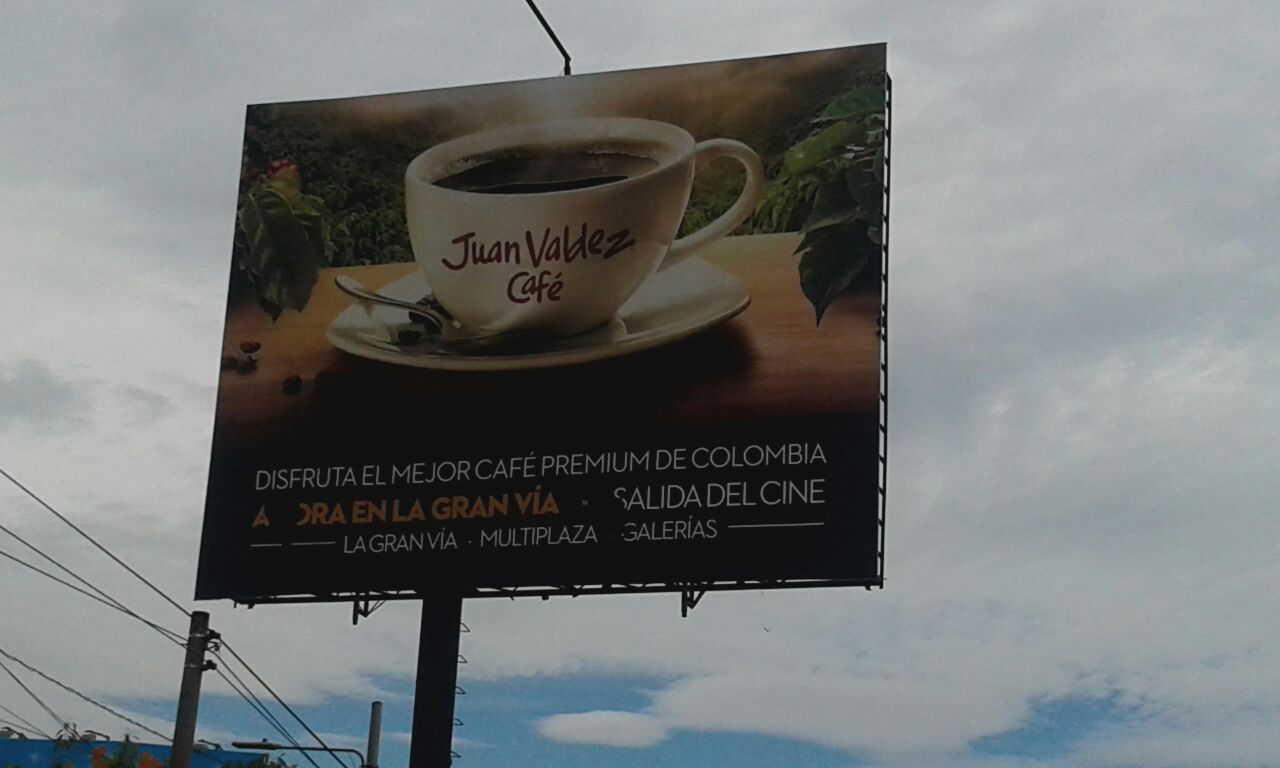 Juan Valdez
Café
DISFRUTA EL MEJOR CAFÉ PREMIUM DE COLOMBIA
EN LA GRAN VÍA · SALIDA DEL CINE
LA GRAN VÍA · MULTIPLAZA · GALERÍAS